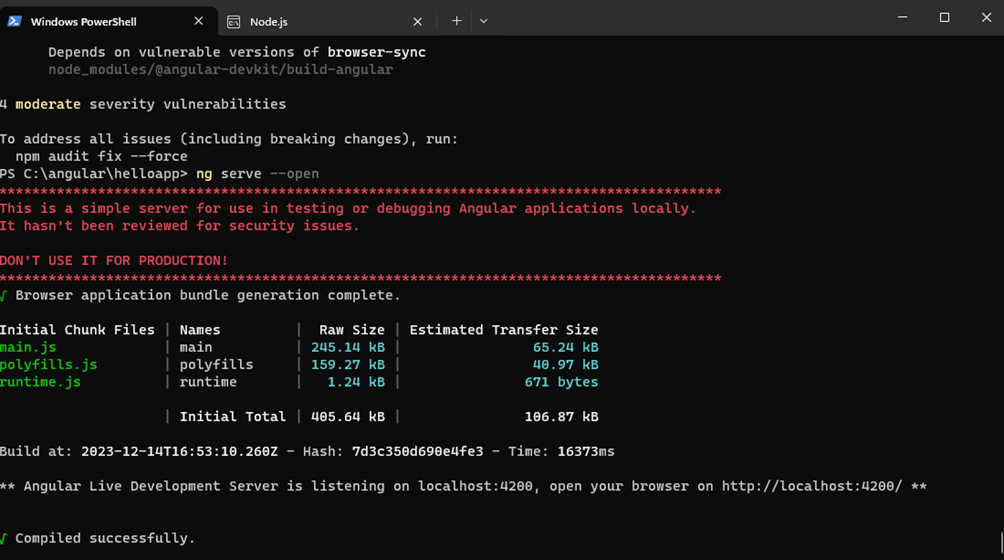 Windows PowerShell
Node.js
Depends on vulnerable versions of browser-sync
node_modules/@angular-devkit/build-angular
4 moderate severity vulnerabilities
To address all issues (including breaking changes), run:
npm audit fix --force
PS C:\angular\helloapp> ng serve --open
****************************************************************************************
This is a simple server for use in testing or debugging Angular applications locally.
It hasn't been reviewed for security issues.
DON'T USE IT FOR PRODUCTION!
****************************************************************************************
√ Browser application bundle generation complete.
Initial Chunk Files | Names | Raw Size | Estimated Transfer Size
main.js | main | 245.14 kB | 65.24 kB
polyfills.js | polyfills | 159.27 kB | 40.97 kB
runtime.js | runtime | 1.24 kB | 671 bytes
| Initial Total | 405.64 kB | 106.87 kB
Build at: 2023-12-14T16:53:10.260Z - Hash: 7d3c350d690e4fe3 - Time: 16373ms
** Angular Live Development Server is listening on localhost:4200, open your browser on http://localhost:4200/ **
√ Compiled successfully.